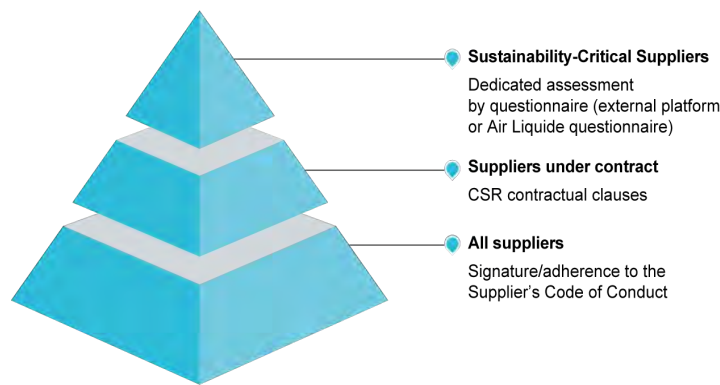 Sustainability-Critical Suppliers
Dedicated assessment
by questionnaire (external platform
or Air Liquide questionnaire)
Suppliers under contract
CSR contractual clauses
All suppliers
Signature/adherence to the
Supplier’s Code of Conduct